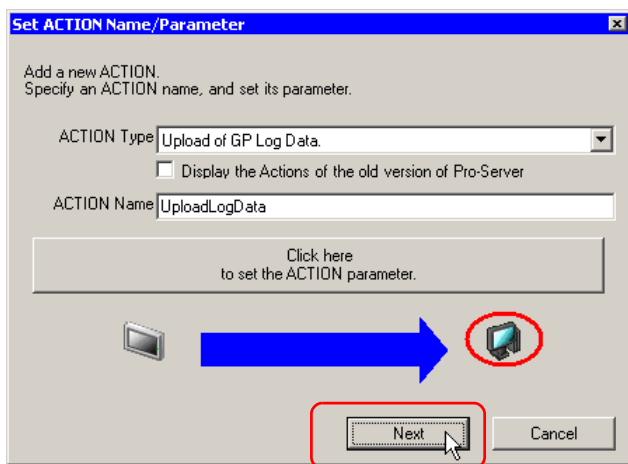 Set ACTION Name/Parameter
Add a new ACTION.
Specify an ACTION name, and set its parameter.
ACTION Type Upload of GP Log Data.
Display the Actions of the old version of Pro-Server
ACTION Name UploadLogData
Click here
to set the ACTION parameter.
Next Cancel